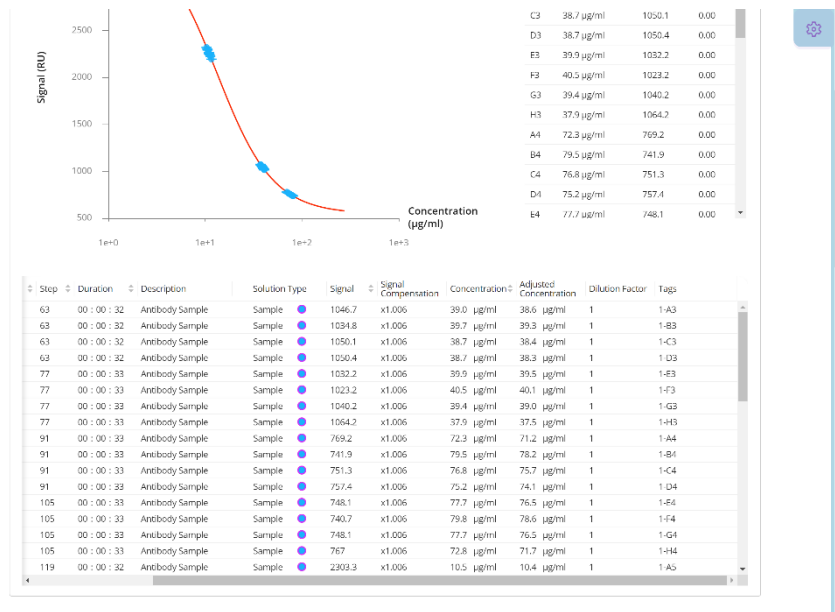 2500
2000
1500
1000
500
Signal (RU)
1e+0 1e+1 1e+2 1e+3
Concentration
(µg/ml)
C3 38.7 µg/ml 1050.1 0.00
D3 38.7 µg/ml 1050.4 0.00
E3 39.9 µg/ml 1032.2 0.00
F3 40.5 µg/ml 1023.2 0.00
G3 39.4 µg/ml 1040.2 0.00
H3 37.9 µg/ml 1064.2 0.00
A4 72.3 µg/ml 769.2 0.00
B4 79.5 µg/ml 741.9 0.00
C4 76.8 µg/ml 751.3 0.00
D4 75.2 µg/ml 757.4 0.00
E4 77.7 µg/ml 748.1 0.00
Step Duration Description Solution Type Signal Signal Compensation Concentration Adjusted Concentration Dilution Factor Tags
63 00 : 00 : 32 Antibody Sample Sample 1046.7 x1.006 39.0 µg/ml 38.6 µg/ml 1 1-A3
63 00 : 00 : 32 Antibody Sample Sample 1034.8 x1.006 39.7 µg/ml 39.3 µg/ml 1 1-B3
63 00 : 00 : 32 Antibody Sample Sample 1050.1 x1.006 38.7 µg/ml 38.4 µg/ml 1 1-C3
63 00 : 00 : 32 Antibody Sample Sample 1050.4 x1.006 38.7 µg/ml 38.3 µg/ml 1 1-D3
77 00 : 00 : 33 Antibody Sample Sample 1032.2 x1.006 39.9 µg/ml 39.5 µg/ml 1 1-E3
77 00 : 00 : 33 Antibody Sample Sample 1023.2 x1.006 40.5 µg/ml 40.1 µg/ml 1 1-F3
77 00 : 00 : 33 Antibody Sample Sample 1040.2 x1.006 39.4 µg/ml 39.0 µg/ml 1 1-G3
77 00 : 00 : 33 Antibody Sample Sample 1064.2 x1.006 37.9 µg/ml 37.5 µg/ml 1 1-H3
91 00 : 00 : 33 Antibody Sample Sample 769.2 x1.006 72.3 µg/ml 71.2 µg/ml 1 1-A4
91 00 : 00 : 33 Antibody Sample Sample 741.9 x1.006 79.5 µg/ml 78.2 µg/ml 1 1-B4
91 00 : 00 : 33 Antibody Sample Sample 751.3 x1.006 76.8 µg/ml 75.7 µg/ml 1 1-C4
91 00 : 00 : 33 Antibody Sample Sample 757.4 x1.006 75.2 µg/ml 74.1 µg/ml 1 1-D4
105 00 : 00 : 33 Antibody Sample Sample 748.1 x1.006 77.7 µg/ml 76.5 µg/ml 1 1-E4
105 00 : 00 : 33 Antibody Sample Sample 740.7 x1.006 79.8 µg/ml 78.6 µg/ml 1 1-F4
105 00 : 00 : 33 Antibody Sample Sample 748.1 x1.006 77.7 µg/ml 76.5 µg/ml 1 1-G4
105 00 : 00 : 33 Antibody Sample Sample 767 x1.006 72.8 µg/ml 71.7 µg/ml 1 1-H4
119 00 : 00 : 32 Antibody Sample Sample 2303.3 x1.006 10.5 µg/ml 10.4 µg/ml 1 1-A5